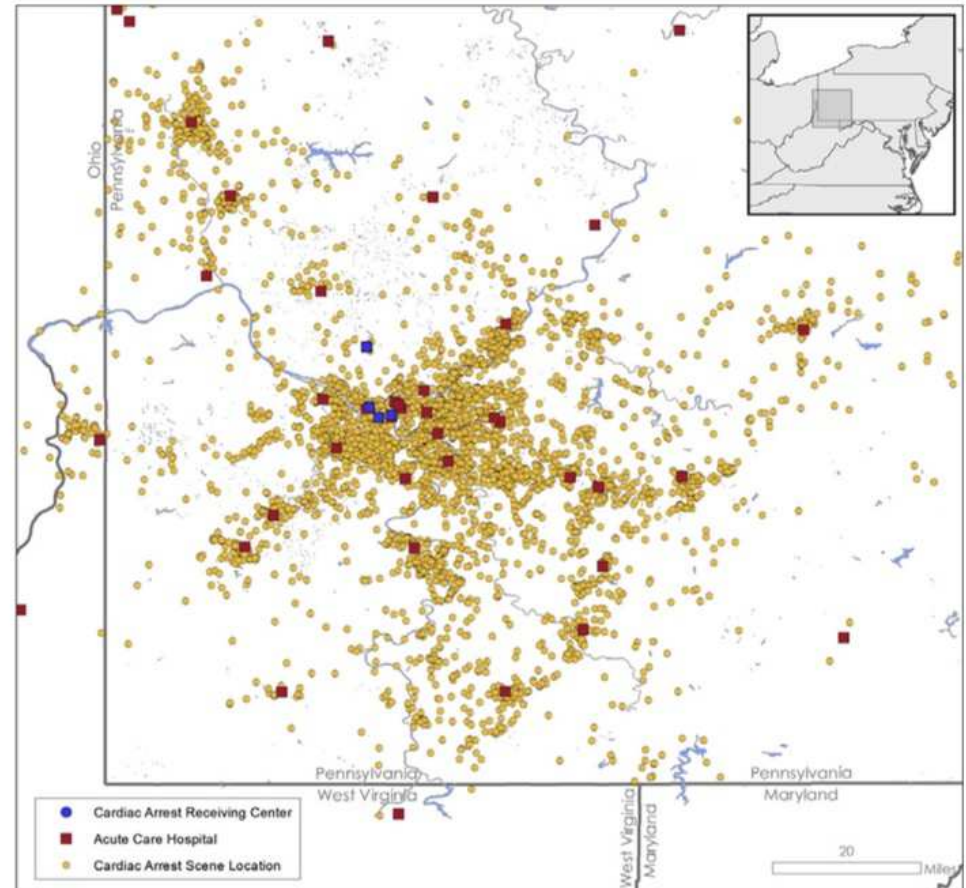 Ohio
Pennsylvania
Pennsylvania
West Virginia
Pennsylvania
Maryland
West Virginia
Maryland
Cardiac Arrest Receiving Center
Acute Care Hospital
Cardiac Arrest Scene Location
20
Miles